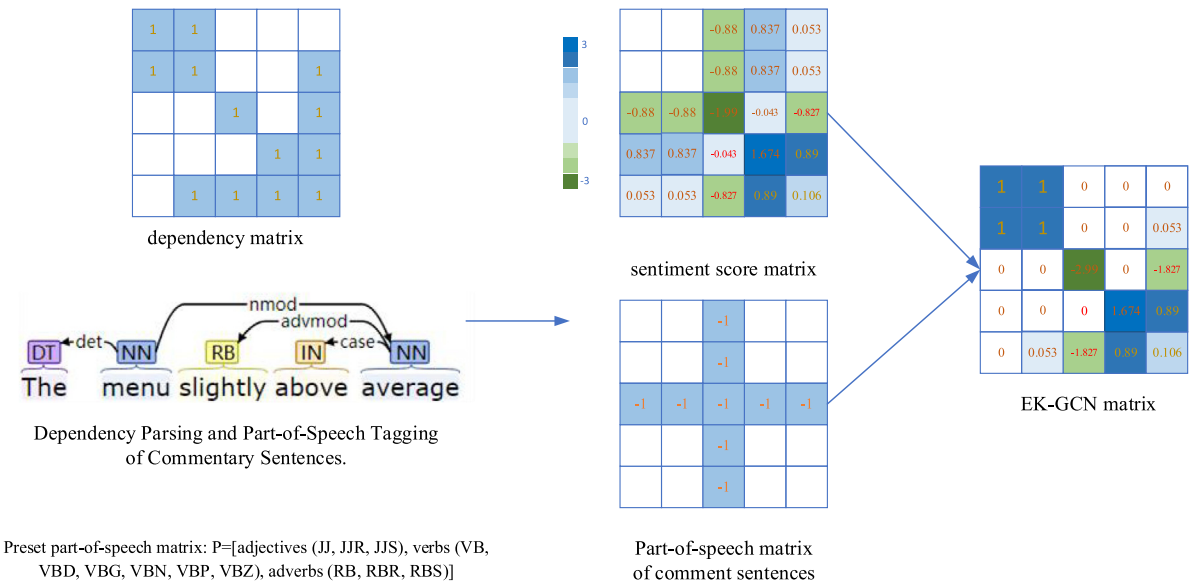 1 1
1 1 1
1 1
1 1
1 1 1 1
dependency matrix
3
0
-3
-0.88 0.837 0.053
-0.88 0.837 0.053
-0.88 -0.88 -0.043 -0.827
0.837 0.837 -0.043 1.674 0.89
0.053 0.053 -0.827 0.89 0.106
sentiment score matrix
nmod
advmod
det case
DT NN RB IN NN
The menu slightly above average
Dependency Parsing and Part-of-Speech Tagging
of Commentary Sentences.
-1
-1
-1 -1 -1 -1 -1
-1
-1
Part-of-speech matrix
of comment sentences
1 1 0 0 0
1 1 0 0 0.053
0 0 0 -1.827
0 0 0 1.674 0.89
0 0.053 -1.827 0.89 0.106
EK-GCN matrix
Preset part-of-speech matrix: P=[adjectives (JJ, JJR, JJS), verbs (VB,
VBD, VBG, VBN, VBP, VBZ), adverbs (RB, RBR, RBS)]